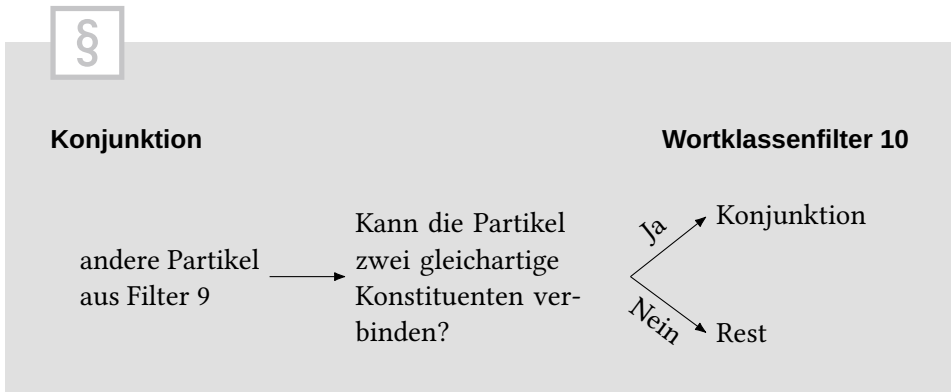 §
Konjunktion
Wortklassenfilter 10
andere Partikel
aus Filter 9
Kann die Partikel
zwei gleichartige
Konstituenten ver-
binden?
Ja
Konjunktion
Nein
Rest